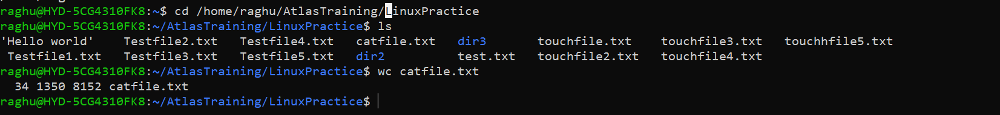 raghu@HYD-5CG4310FK8:~$ cd /home/raghu/AtlasTraining/LinuxPractice
raghu@HYD-5CG4310FK8:~/AtlasTraining/LinuxPractice$ ls
'Hello world'    Testfile2.txt   Testfile4.txt   catfile.txt   dir3       touchfile.txt    touchfile3.txt   touchhfile5.txt
 Testfile1.txt   Testfile3.txt   Testfile5.txt   dir2          test.txt   touchfile2.txt   touchfile4.txt
raghu@HYD-5CG4310FK8:~/AtlasTraining/LinuxPractice$ wc catfile.txt
  34 1350 8152 catfile.txt
raghu@HYD-5CG4310FK8:~/AtlasTraining/LinuxPractice$